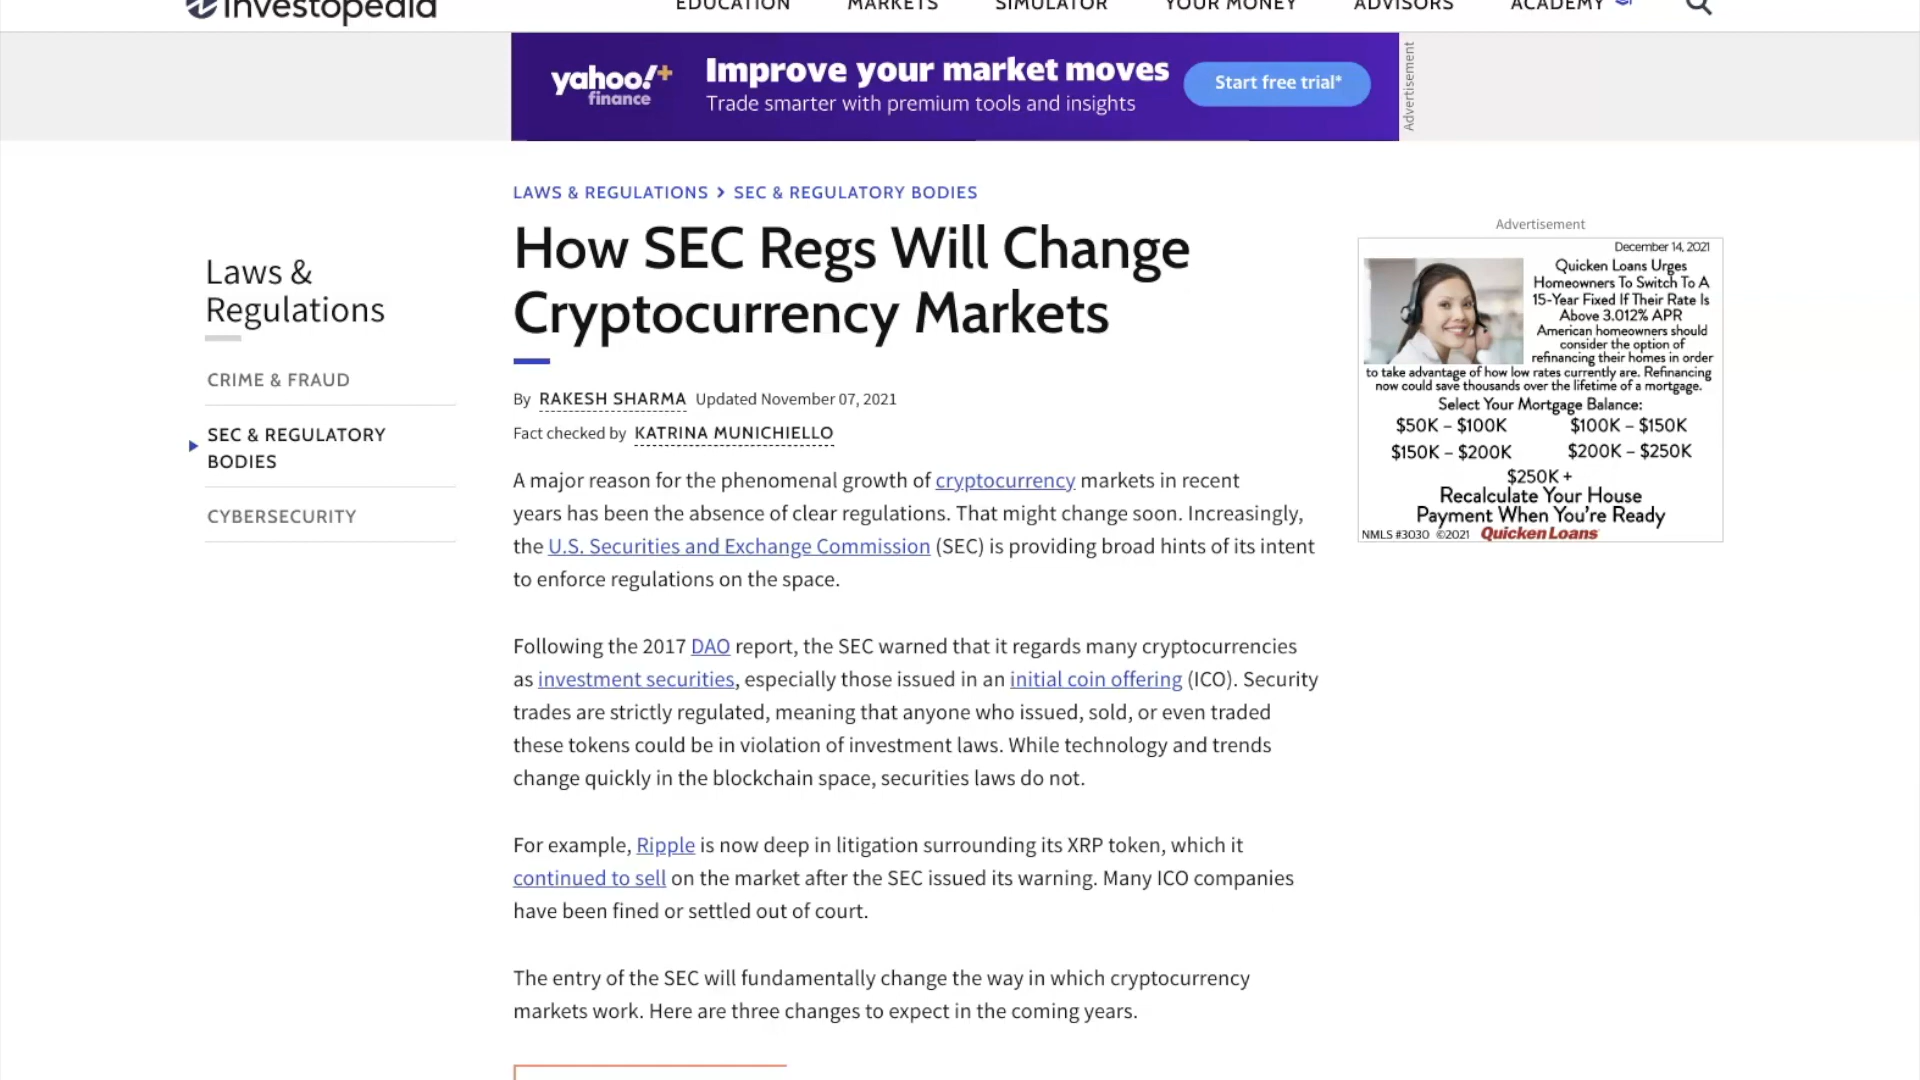 Investopedia
EDUCATION MARKETS SIMULATOR YOUR MONEY ADVISORS ACADEMY
yahoo!+ finance
Improve your market moves
Trade smarter with premium tools and insights
Start free trial*
Advertisement
LAWS & REGULATIONS > SEC & REGULATORY BODIES
Laws &
Regulations
CRIME & FRAUD
SEC & REGULATORY
BODIES
CYBERSECURITY
How SEC Regs Will Change
Cryptocurrency Markets
By RAKESH SHARMA Updated November 07, 2021
Fact checked by KATRINA MUNICHIELLO
A major reason for the phenomenal growth of cryptocurrency markets in recent
years has been the absence of clear regulations. That might change soon. Increasingly,
the U.S. Securities and Exchange Commission (SEC) is providing broad hints of its intent
to enforce regulations on the space.
Following the 2017 DAO report, the SEC warned that it regards many cryptocurrencies
as investment securities, especially those issued in an initial coin offering (ICO). Security
trades are strictly regulated, meaning that anyone who issued, sold, or even traded
these tokens could be in violation of investment laws. While technology and trends
change quickly in the blockchain space, securities laws do not.
For example, Ripple is now deep in litigation surrounding its XRP token, which it
continued to sell on the market after the SEC issued its warning. Many ICO companies
have been fined or settled out of court.
The entry of the SEC will fundamentally change the way in which cryptocurrency
markets work. Here are three changes to expect in the coming years.
Advertisement
December 14, 2021
Quicken Loans Urges
Homeowners To Switch To A
15-Year Fixed If Their Rate Is
Above 3.012% APR
American homeowners should
consider the option of
refinancing their homes in order
to take advantage of how low rates currently are. Refinancing
now could save thousands over the lifetime of a mortgage.
Select Your Mortgage Balance:
$50K – $100K $100K – $150K
$150K – $200K $200K – $250K
$250K +
Recalculate Your House
Payment When You're Ready
NMLS #3030 ©2021 Quicken Loans